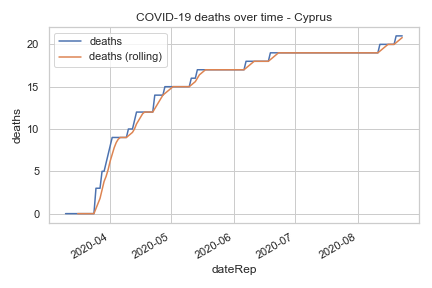 COVID-19 deaths over time - Cyprus
deaths
deaths (rolling)
20
15
10
5
0
deaths
2020-04
2020-05
2020-06
2020-07
2020-08
dateRep